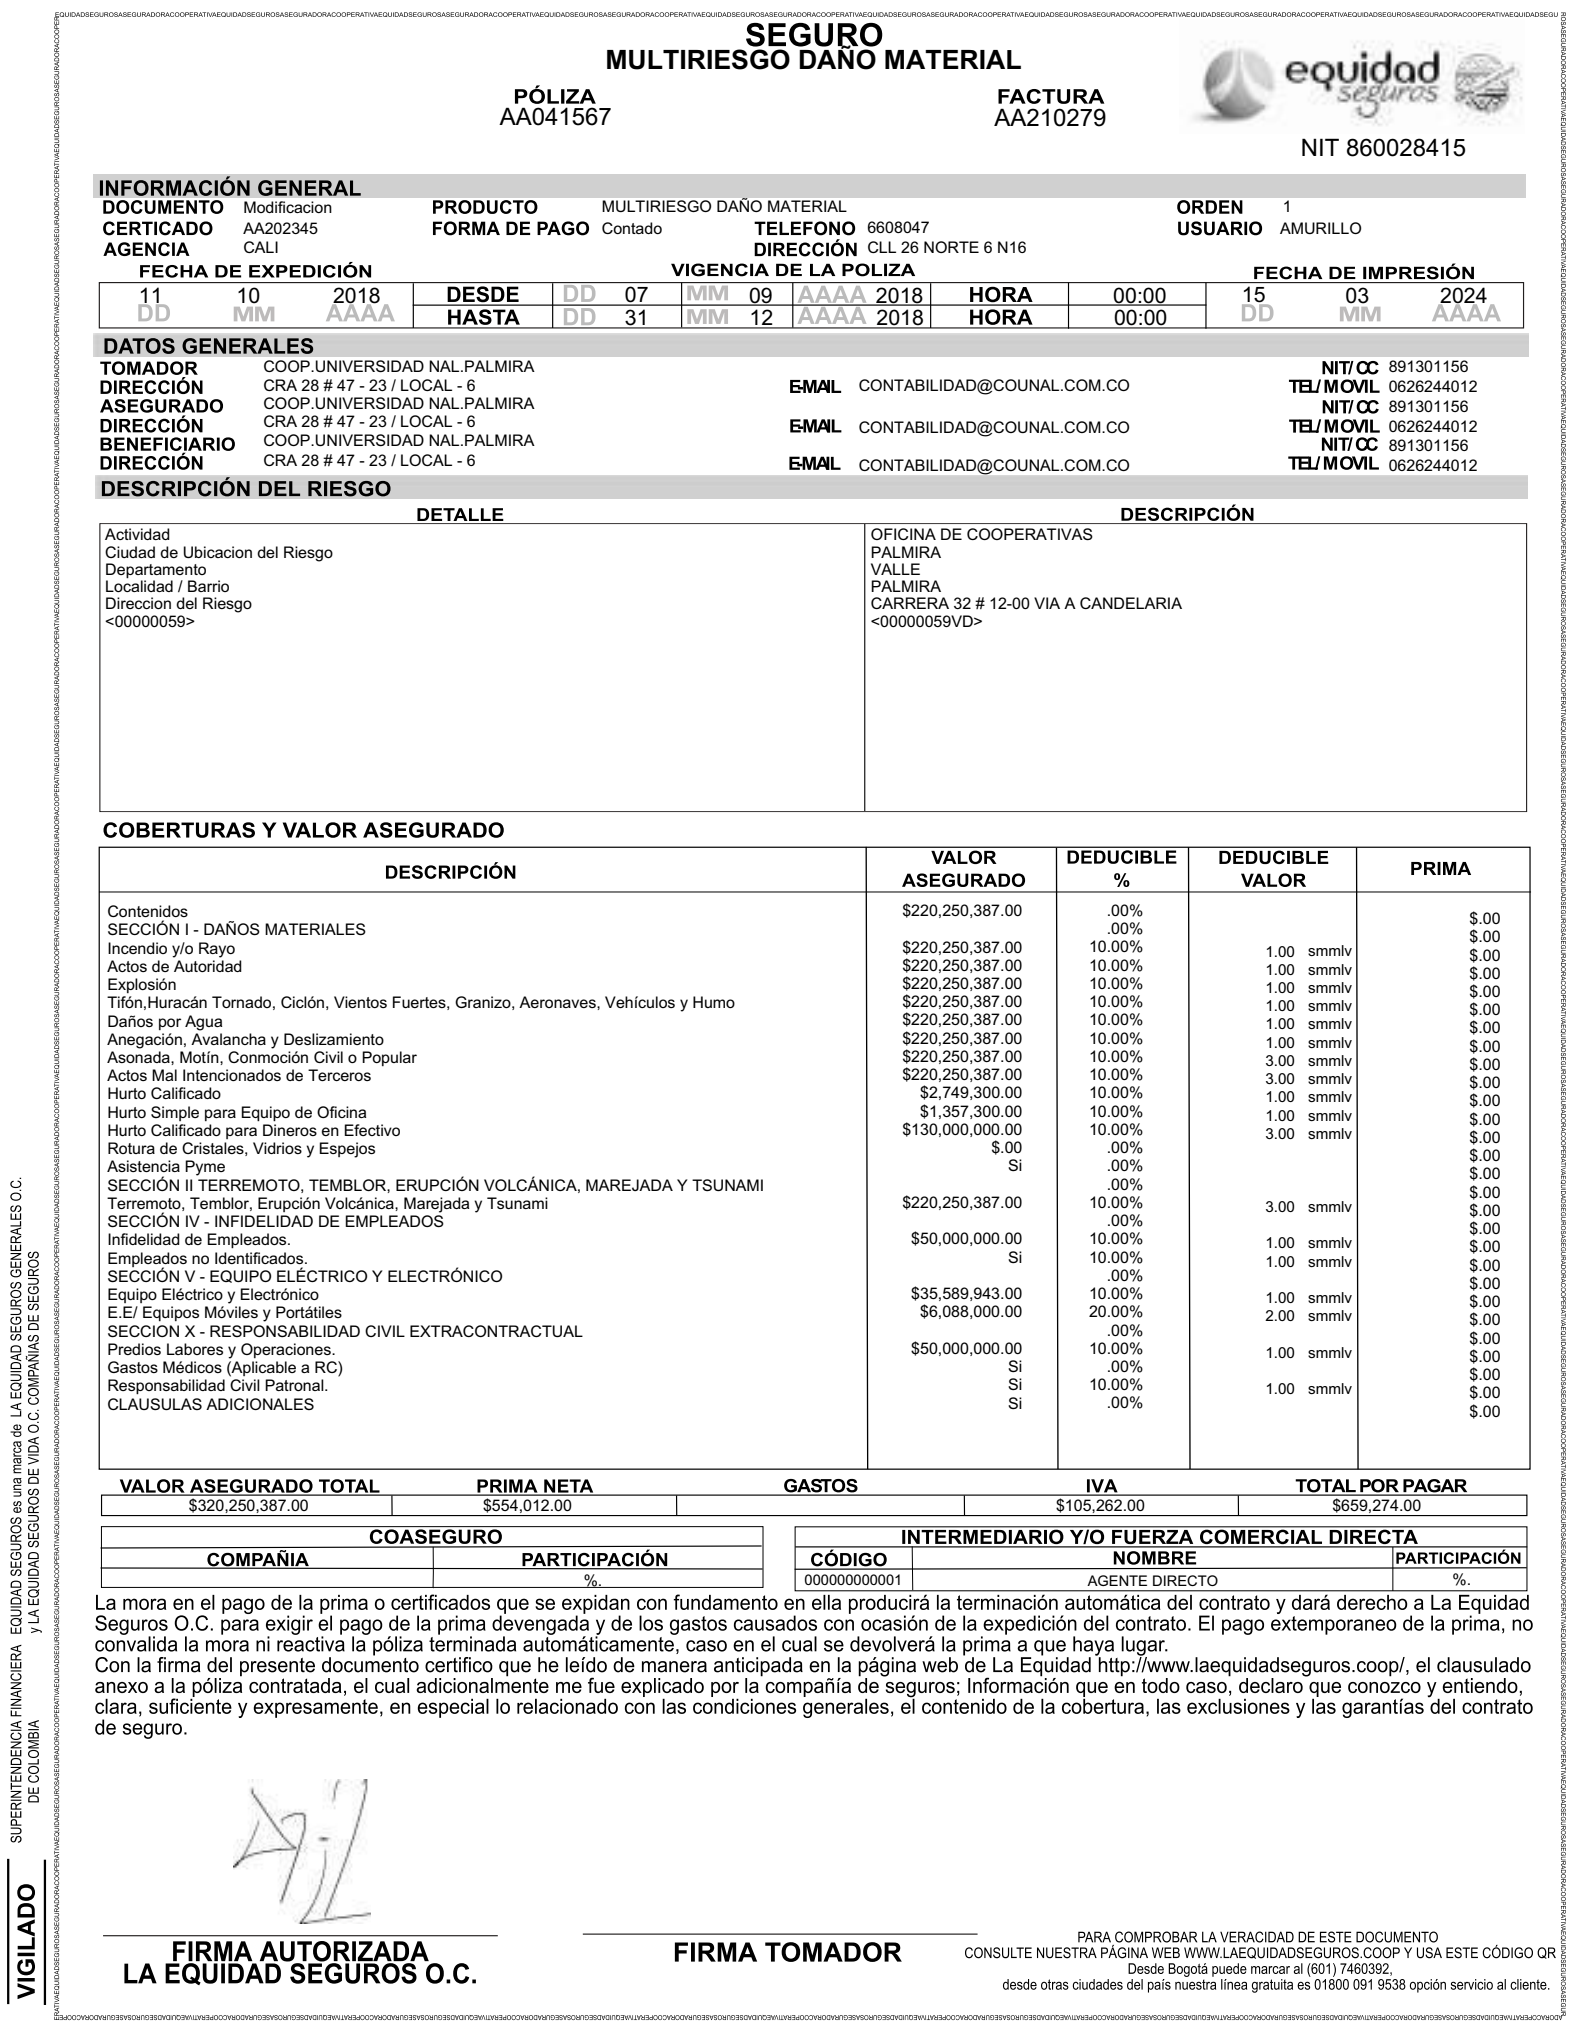 SEGURO
MULTIRIESGO DAÑO MATERIAL
equidad
seguros
PÓLIZA FACTURA
AA041567 AA210279
NIT 860028415
INFORMACIÓN GENERAL
DOCUMENTO Modificacion PRODUCTO MULTIRIESGO DAÑO MATERIAL ORDEN 1
CERTIFICADO AA202345 FORMA DE PAGO Contado TELEFONO 6608047 USUARIO AMURILLO
AGENCIA CALI DIRECCIÓN CLL 26 NORTE 6 N16
FECHA DE EXPEDICIÓN VIGENCIA DE LA POLIZA FECHA DE IMPRESIÓN
11 10 2018 DESDE DD 07 MM 09 AAAA 2018 HORA 00:00 15 03 2024
DD MM AAAA HASTA DD 31 MM 12 AAAA 2018 HORA 00:00 DD MM AAAA
DATOS GENERALES
TOMADOR COOP.UNIVERSIDAD NAL.PALMIRA NIT/CC 891301156
DIRECCIÓN CRA 28 # 47 - 23 / LOCAL - 6 E-MAIL CONTABILIDAD@COUNAL.COM.CO TEL/MOVIL 0626244012
ASEGURADO COOP.UNIVERSIDAD NAL.PALMIRA NIT/CC 891301156
DIRECCIÓN CRA 28 # 47 - 23 / LOCAL - 6 E-MAIL CONTABILIDAD@COUNAL.COM.CO TEL/MOVIL 0626244012
BENEFICIARIO COOP.UNIVERSIDAD NAL.PALMIRA NIT/CC 891301156
DIRECCIÓN CRA 28 # 47 - 23 / LOCAL - 6 E-MAIL CONTABILIDAD@COUNAL.COM.CO TEL/MOVIL 0626244012
DESCRIPCIÓN DEL RIESGO
DETALLE DESCRIPCIÓN
Actividad OFICINA DE COOPERATIVAS
Ciudad de Ubicacion del Riesgo PALMIRA
Departamento VALLE
Localidad / Barrio PALMIRA
Direccion del Riesgo CARRERA 32 # 12-00 VIA A CANDELARIA
<00000059> <00000059VD>
COBERTURAS Y VALOR ASEGURADO
DESCRIPCIÓN VALOR ASEGURADO DEDUCIBLE % DEDUCIBLE VALOR PRIMA
Contenidos $220,250,387.00 .00% $.00
SECCIÓN I - DAÑOS MATERIALES .00% $.00
Incendio y/o Rayo $220,250,387.00 10.00% 1.00 smmlv $.00
Actos de Autoridad $220,250,387.00 10.00% 1.00 smmlv $.00
Explosión $220,250,387.00 10.00% 1.00 smmlv $.00
Tifón,Huracán Tornado, Ciclón, Vientos Fuertes, Granizo, Aeronaves, Vehículos y Humo $220,250,387.00 10.00% 1.00 smmlv $.00
Daños por Agua $220,250,387.00 10.00% 1.00 smmlv $.00
Anegación, Avalancha y Deslizamiento $220,250,387.00 10.00% 1.00 smmlv $.00
Asonada, Motín, Conmoción Civil o Popular $220,250,387.00 10.00% 3.00 smmlv $.00
Actos Mal Intencionados de Terceros $220,250,387.00 10.00% 3.00 smmlv $.00
Hurto Calificado $2,749,300.00 10.00% 1.00 smmlv $.00
Hurto Simple para Equipo de Oficina $1,357,300.00 10.00% 1.00 smmlv $.00
Hurto Calificado para Dineros en Efectivo $130,000,000.00 10.00% 3.00 smmlv $.00
Rotura de Cristales, Vidrios y Espejos $.00 .00% $.00
Asistencia Pyme Si .00% $.00
SECCIÓN II TERREMOTO, TEMBLOR, ERUPCIÓN VOLCÁNICA, MAREJADA Y TSUNAMI .00% $.00
Terremoto, Temblor, Erupción Volcánica, Marejada y Tsunami $220,250,387.00 10.00% 3.00 smmlv $.00
SECCIÓN IV - INFIDELIDAD DE EMPLEADOS .00% $.00
Infidelidad de Empleados. $50,000,000.00 10.00% 1.00 smmlv $.00
Empleados no Identificados. Si 10.00% 1.00 smmlv $.00
SECCIÓN V - EQUIPO ELÉCTRICO Y ELECTRÓNICO .00% $.00
Equipo Eléctrico y Electrónico $35,589,943.00 10.00% 1.00 smmlv $.00
E.E/ Equipos Móviles y Portátiles $6,088,000.00 20.00% 2.00 smmlv $.00
SECCION X - RESPONSABILIDAD CIVIL EXTRACONTRACTUAL .00% $.00
Predios Labores y Operaciones. $50,000,000.00 10.00% 1.00 smmlv $.00
Gastos Médicos (Aplicable a RC) Si .00% $.00
Responsabilidad Civil Patronal. Si 10.00% 1.00 smmlv $.00
CLAUSULAS ADICIONALES Si .00% $.00
VALOR ASEGURADO TOTAL PRIMA NETA GASTOS IVA TOTAL POR PAGAR
$320,250,387.00 $554,012.00 $105,262.00 $659,274.00
COASEGURO INTERMEDIARIO Y/O FUERZA COMERCIAL DIRECTA
COMPAÑIA PARTICIPACIÓN CÓDIGO NOMBRE PARTICIPACIÓN
%. 000000000001 AGENTE DIRECTO %.
La mora en el pago de la prima o certificados que se expidan con fundamento en ella producirá la terminación automática del contrato y dará derecho a La Equidad
Seguros O.C. para exigir el pago de la prima devengada y de los gastos causados con ocasión de la expedición del contrato. El pago extemporaneo de la prima, no
convalida la mora ni reactiva la póliza terminada automáticamente, caso en el cual se devolverá la prima a que haya lugar.
Con la firma del presente documento certifico que he leído de manera anticipada en la página web de La Equidad http://www.laequidadseguros.coop/, el clausulado
anexo a la póliza contratada, el cual adicionalmente me fue explicado por la compañía de seguros; Información que en todo caso, declaro que conozco y entiendo,
clara, suficiente y expresamente, en especial lo relacionado con las condiciones generales, el contenido de la cobertura, las exclusiones y las garantías del contrato
de seguro.
FIRMA AUTORIZADA
LA EQUIDAD SEGUROS O.C.
FIRMA TOMADOR
PARA COMPROBAR LA VERACIDAD DE ESTE DOCUMENTO
CONSULTE NUESTRA PÁGINA WEB WWW.LAEQUIDADSEGUROS.COOP Y USA ESTE CÓDIGO QR
Desde Bogotá puede marcar al (601) 7460392,
desde otras ciudades del país nuestra línea gratuita es 01800 091 9538 opción servicio al cliente.
VIGILADO
SUPERINTENDENCIA FINANCIERA
DE COLOMBIA
EQUIDAD SEGUROS es una marca de LA EQUIDAD SEGUROS GENERALES O.C.
y LA EQUIDAD SEGUROS DE VIDA O.C. COMPAÑIAS DE SEGUROS